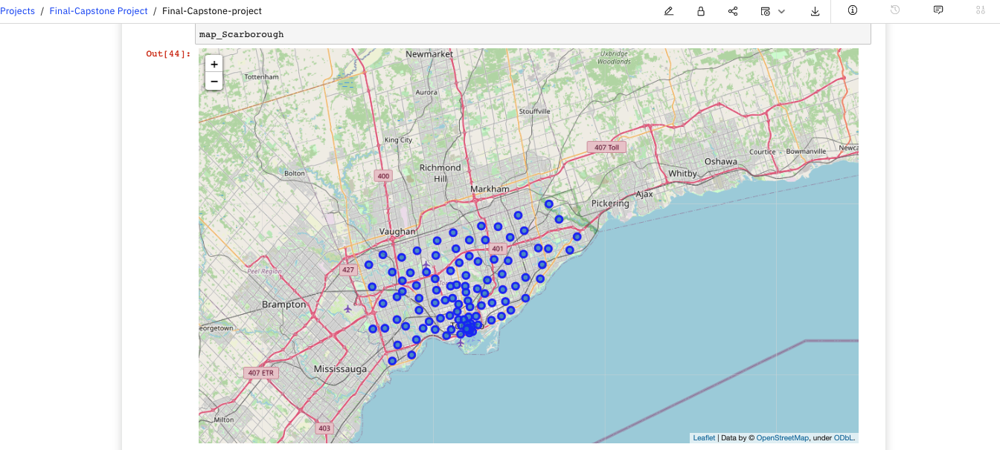 Projects / Final-Capstone Project / Final-Capstone-project
map_Scarborough
Out[44]:
+
−
Newmarket
Uxbridge
Woodlands
Tottenham
Aurora
Stouffville
King City
407 Toll
Courtice
Bowmanville
Newca
Oshawa
Richmond
Hill
Bolton
400
Whitby
Markham
Ajax
Pickering
Vaughan
401
427
Peel Region
Brampton
eorgetown
Mississauga
407 ETR
Milton
403
Leaflet | Data by © OpenStreetMap, under ODbL.